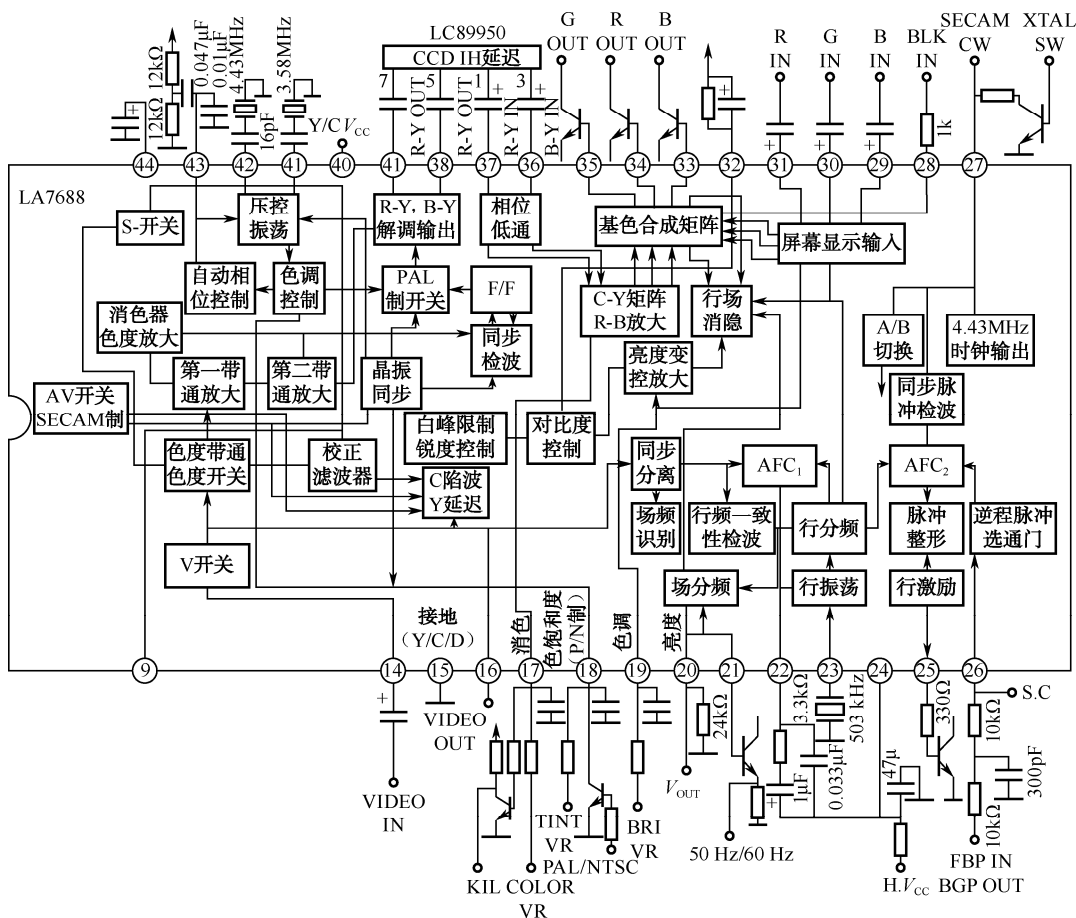 G OUT
R OUT
B OUT
R IN
G IN
B IN
BLK IN
SECAM CW
XTAL SW
LC89950
CCD IH延迟
12kΩ
12kΩ
0.047μF
0.01μF
4.43MHz
16pF
3.58MHz
Y/CVCC
7
5
1
3
R-Y OUT
R-Y OUT
R-Y IN
B-Y IN
1k
44
43
42
41
40
41
38
37
36
35
34
33
32
31
30
29
28
27
LA7688
S-开关
压控振荡
R-Y, B-Y
解调输出
相位低通
基色合成矩阵
屏幕显示输入
自动相位控制
色调控制
PAL
制开关
F/F
C-Y矩阵
R-B放大
行场消隐
消色器
色度放大
同步检波
A/B
切换
4.43MHz
时钟输出
第一带通放大
第二带通放大
晶振同步
亮度变控放大
同步脉冲检波
AV开关
SECAM制
白峰限制
锐度控制
对比度控制
色度带通
色度开关
校正滤波器
C陷波
Y延迟
同步分离
AFC1
AFC2
场频识别
行频一致性检波
行分频
脉冲整形
逆程脉冲选通门
V开关
场分频
行振荡
行激励
接地
(Y/C/D)
消色
色饱和度
(P/N制)
色调
亮度
9
14
15
16
17
18
19
20
21
22
23
24
25
26
VIDEO OUT
VIDEO IN
KIL
COLOR VR
TINT VR
PAL/NTSC
BRI VR
VOUT
24kΩ
50 Hz/60 Hz
3.3kΩ
1μF
0.033μF
503 kHz
47μ
H.VCC
330Ω
10kΩ
10kΩ
300pF
S.C
FBP IN
BGP OUT